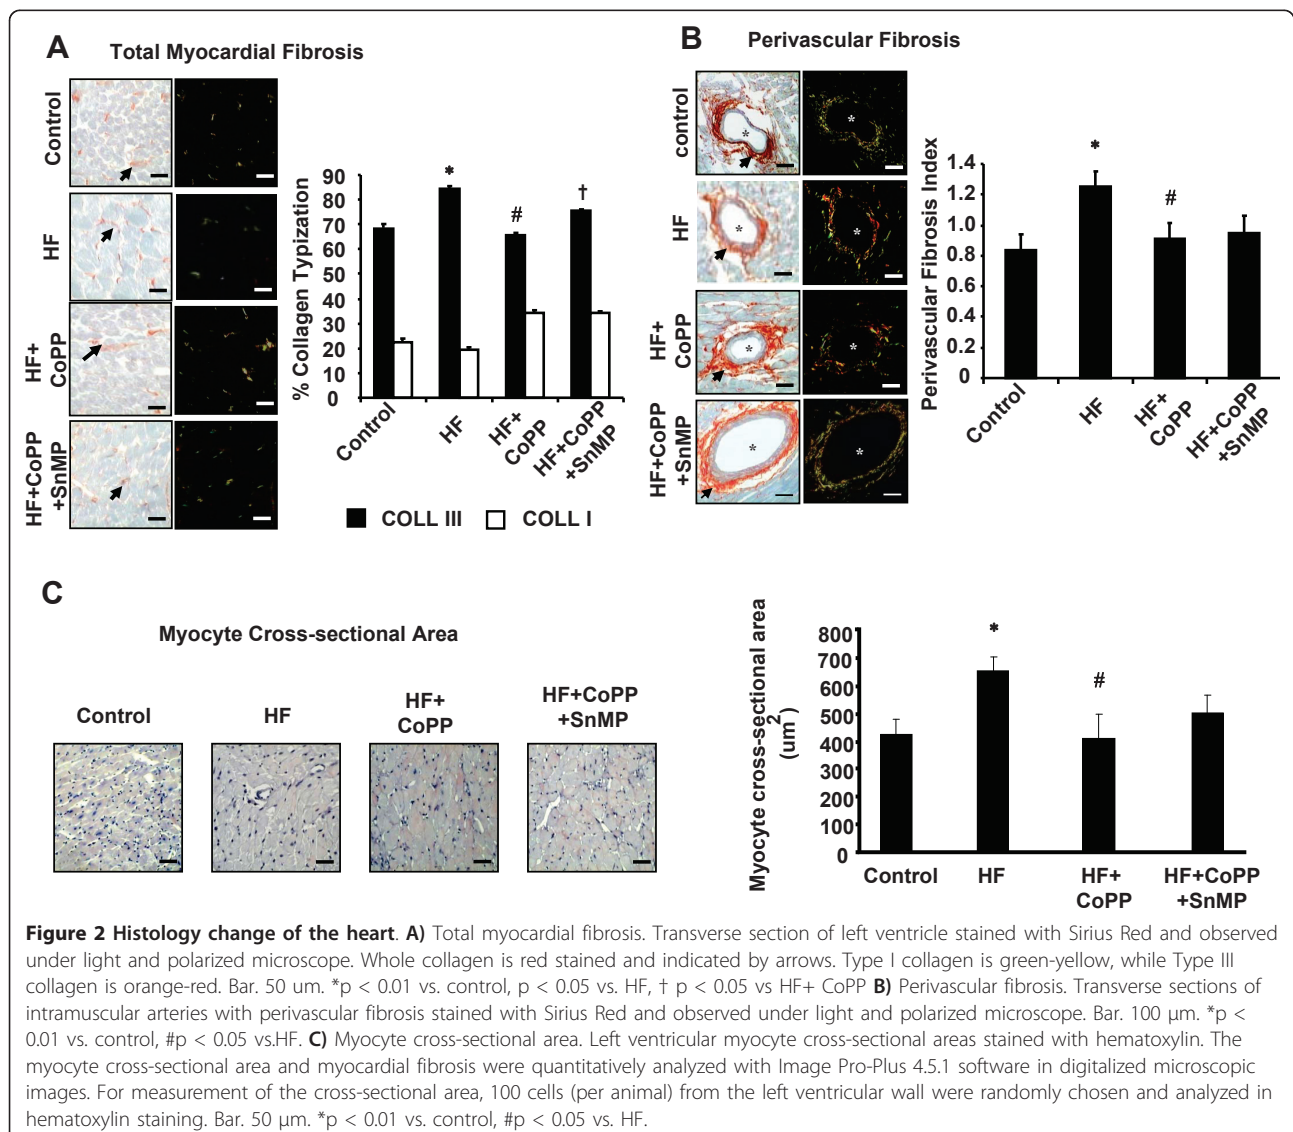 A Total Myocardial Fibrosis
Control
HF
HF+
CoPP
HF+CoPP
+SnMP
% Collagen Typization
90
80
70
60
50
40
30
20
10
0
*
#
†
Control
HF
HF+
CoPP
HF+CoPP
+SnMP
COLL III COLL I
B Perivascular Fibrosis
control
HF
HF+
CoPP
HF+CoPP
+SnMP
*
*
*
*
*
*
*
*
Perivascular Fibrosis Index
1.4
1.2
1.0
0.8
0.6
0.4
0.2
0
*
#
Control
HF
HF+
CoPP
HF+CoPP
+SnMP
C
Myocyte Cross-sectional Area
Control
HF
HF+
CoPP
HF+CoPP
+SnMP
Myocyte cross-sectional area
(um²)
800
700
600
500
400
300
200
100
0
*
#
Control
HF
HF+
CoPP
HF+CoPP
+SnMP
Figure 2 Histology change of the heart. A) Total myocardial fibrosis. Transverse section of left ventricle stained with Sirius Red and observed
under light and polarized microscope. Whole collagen is red stained and indicated by arrows. Type I collagen is green-yellow, while Type III
collagen is orange-red. Bar. 50 um. *p < 0.01 vs. control, p < 0.05 vs. HF, † p < 0.05 vs HF+ CoPP B) Perivascular fibrosis. Transverse sections of
intramuscular arteries with perivascular fibrosis stained with Sirius Red and observed under light and polarized microscope. Bar. 100 μm. *p <
0.01 vs. control, #p < 0.05 vs.HF. C) Myocyte cross-sectional area. Left ventricular myocyte cross-sectional areas stained with hematoxylin. The
myocyte cross-sectional area and myocardial fibrosis were quantitatively analyzed with Image Pro-Plus 4.5.1 software in digitalized microscopic
images. For measurement of the cross-sectional area, 100 cells (per animal) from the left ventricular wall were randomly chosen and analyzed in
hematoxylin staining. Bar. 50 μm. *p < 0.01 vs. control, #p < 0.05 vs. HF.